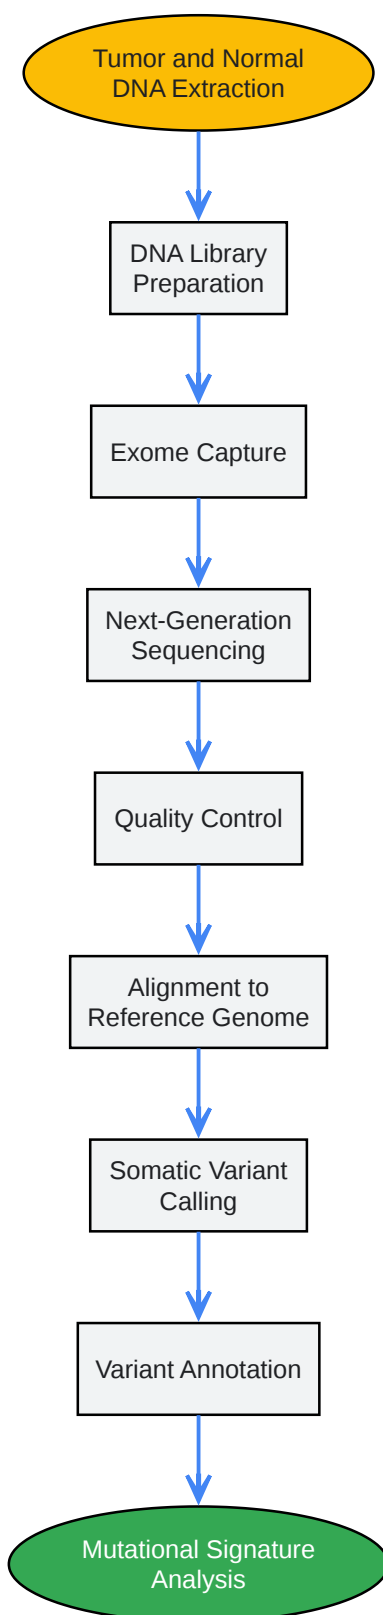 Tumor and Normal
DNA Extraction
DNA Library
Preparation
Exome Capture
Next-Generation
Sequencing
Quality Control
Alignment to
Reference Genome
Somatic Variant
Calling
Variant Annotation
Mutational Signature
Analysis